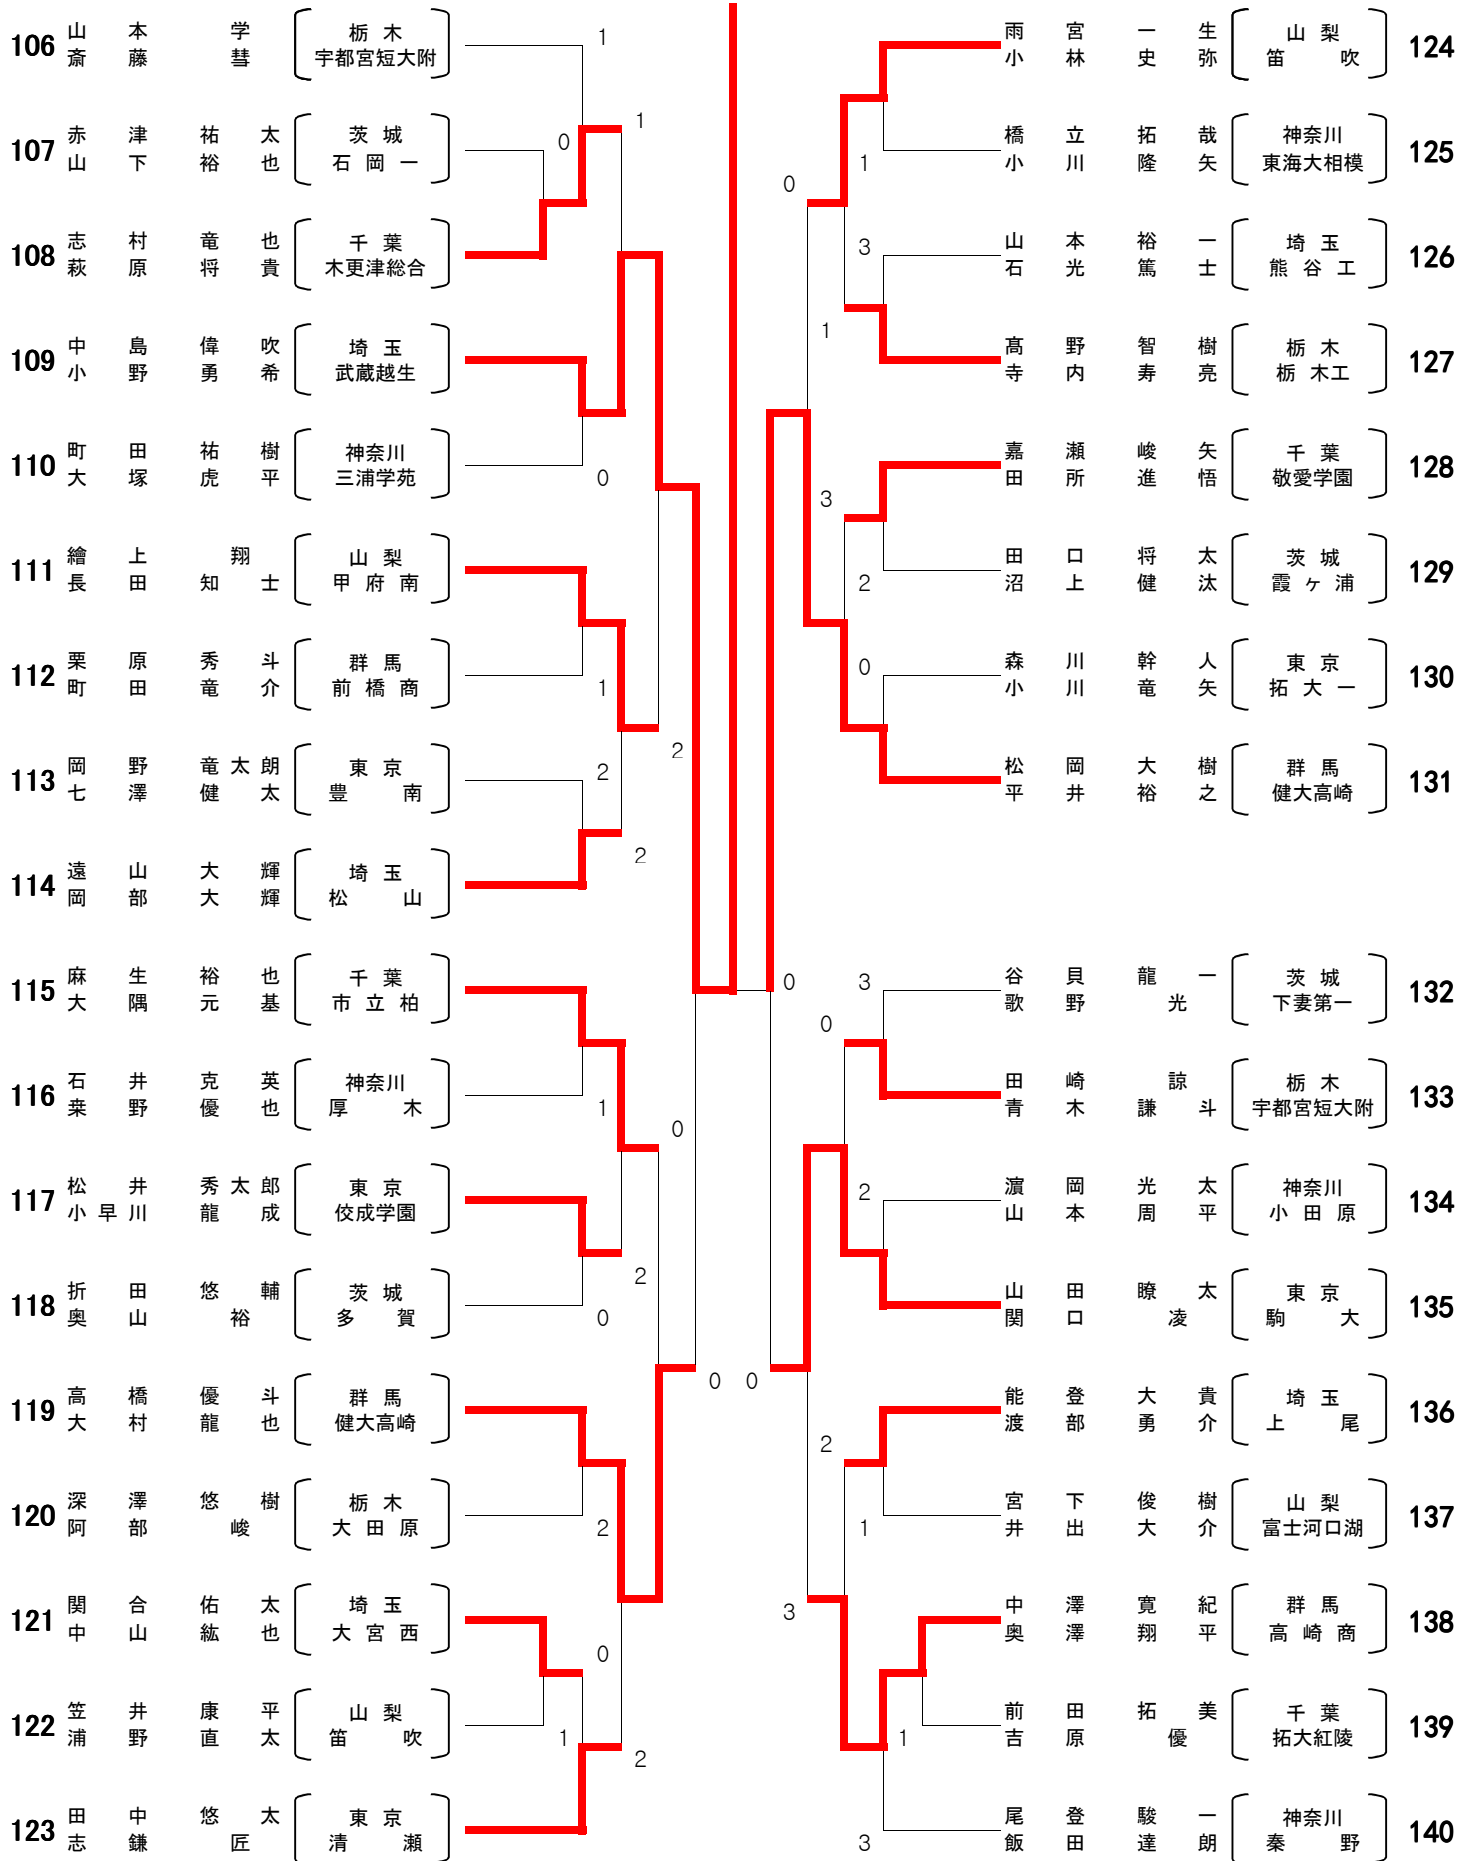 106 山本 学 栃木
斎藤 彗 宇都宮短大附
107 赤津 祐太 茨城
山下 裕也 石岡一
108 志村 竜也 千葉
萩原 将貴 木更津総合
109 中島 偉吹 埼玉
小野 勇希 武蔵越生
110 町田 祐樹 神奈川
大塚 虎平 三浦学苑
111 繪上 翔 山梨
長田 知士 甲府南
112 栗原 秀斗 群馬
町田 竜介 前橋商
113 岡野 竜太朗 東京
七澤 健太 豊南
114 遠山 大輝 埼玉
岡部 大輝 松山
115 麻生 裕也 千葉
大隅 元基 市立柏
116 石井 克英 神奈川
桒野 優也 厚木
117 松井 秀太郎 東京
小早川 龍成 佼成学園
118 折田 悠輔 茨城
奥山 裕 多賀
119 高橋 優斗 群馬
大村 龍也 健大高崎
120 深澤 悠樹 栃木
阿部 峻 大田原
121 関合 佑太 埼玉
中山 紘也 大宮西
122 笠井 康平 山梨
浦野 直太 笛吹
123 田中 悠太 東京
志鎌 匠 清瀬
1
0
1
0
1
2
2
2
1
0
2
0
2
0
1
2
0
0
1
3
0
1
3
2
0
0
3
0
2
0
2
1
3
1
3
雨宮 一生 山梨 124
小林 史弥 笛吹
橋立 拓哉 神奈川 125
小川 隆矢 東海大相模
山本 裕一 埼玉 126
石光 篤士 熊谷工
髙野 智樹 栃木 127
寺内 寿亮 栃木工
嘉瀬 峻矢 千葉 128
田所 進悟 敬愛学園
田口 将太 茨城 129
沼上 健汰 霞ヶ浦
森川 幹人 東京 130
小川 竜矢 拓大一
松岡 大樹 群馬 131
平井 裕之 健大高崎
谷貝 龍一 茨城 132
歌野 光 下妻第一
田崎 諒 栃木 133
青木 謙斗 宇都宮短大附
濵岡 光太 神奈川 134
山本 周平 小田原
山田 瞭太 東京 135
関口 凌 駒大
能登 大貴 埼玉 136
渡部 勇介 上尾
宮下 俊樹 山梨 137
井出 大介 富士河口湖
中澤 寛紀 群馬 138
奥澤 翔平 高崎商
前田 拓美 千葉 139
吉原 優 拓大紅陵
尾登 駿一 神奈川 140
飯田 達朗 秦野